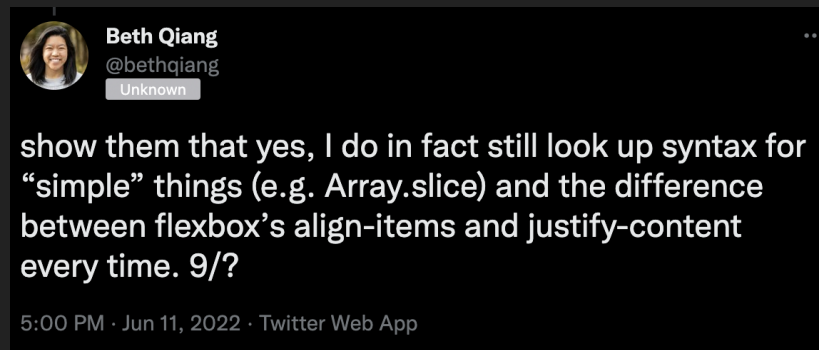 Beth Qiang
@bethqiang
Unknown
show them that yes, I do in fact still look up syntax for
“simple” things (e.g. Array.slice) and the difference
between flexbox’s align-items and justify-content
every time. 9/?
5:00 PM · Jun 11, 2022 · Twitter Web App